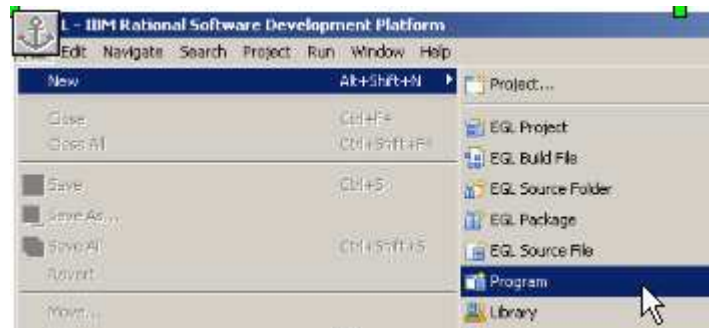 L - IBM Rational Software Development Platform
Edit Navigate Search Project Run Window Help
New Alt+Shift+N
Project...
Close Ctrl+F4
EGL Project
Close All Ctrl+Shift+F4
EGL Build File
Save Ctrl+S
EGL Source Folder
Save As...
EGL Package
Save All Ctrl+Shift+S
EGL Source File
Revert
Program
Move...
Library